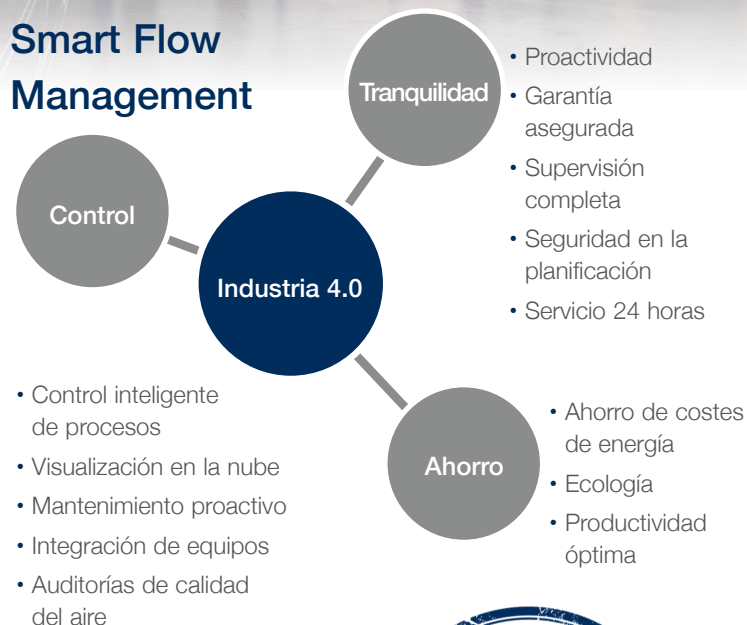 Smart Flow
Management
Tranquilidad
• Proactividad
• Garantía
asegurada
• Supervisión
completa
• Seguridad en la
planificación
• Servicio 24 horas
Control
Industria 4.0
• Control inteligente
de procesos
• Visualización en la nube
• Mantenimiento proactivo
• Integración de equipos
• Auditorías de calidad
del aire
Ahorro
• Ahorro de costes
de energía
• Ecología
• Productividad
óptima